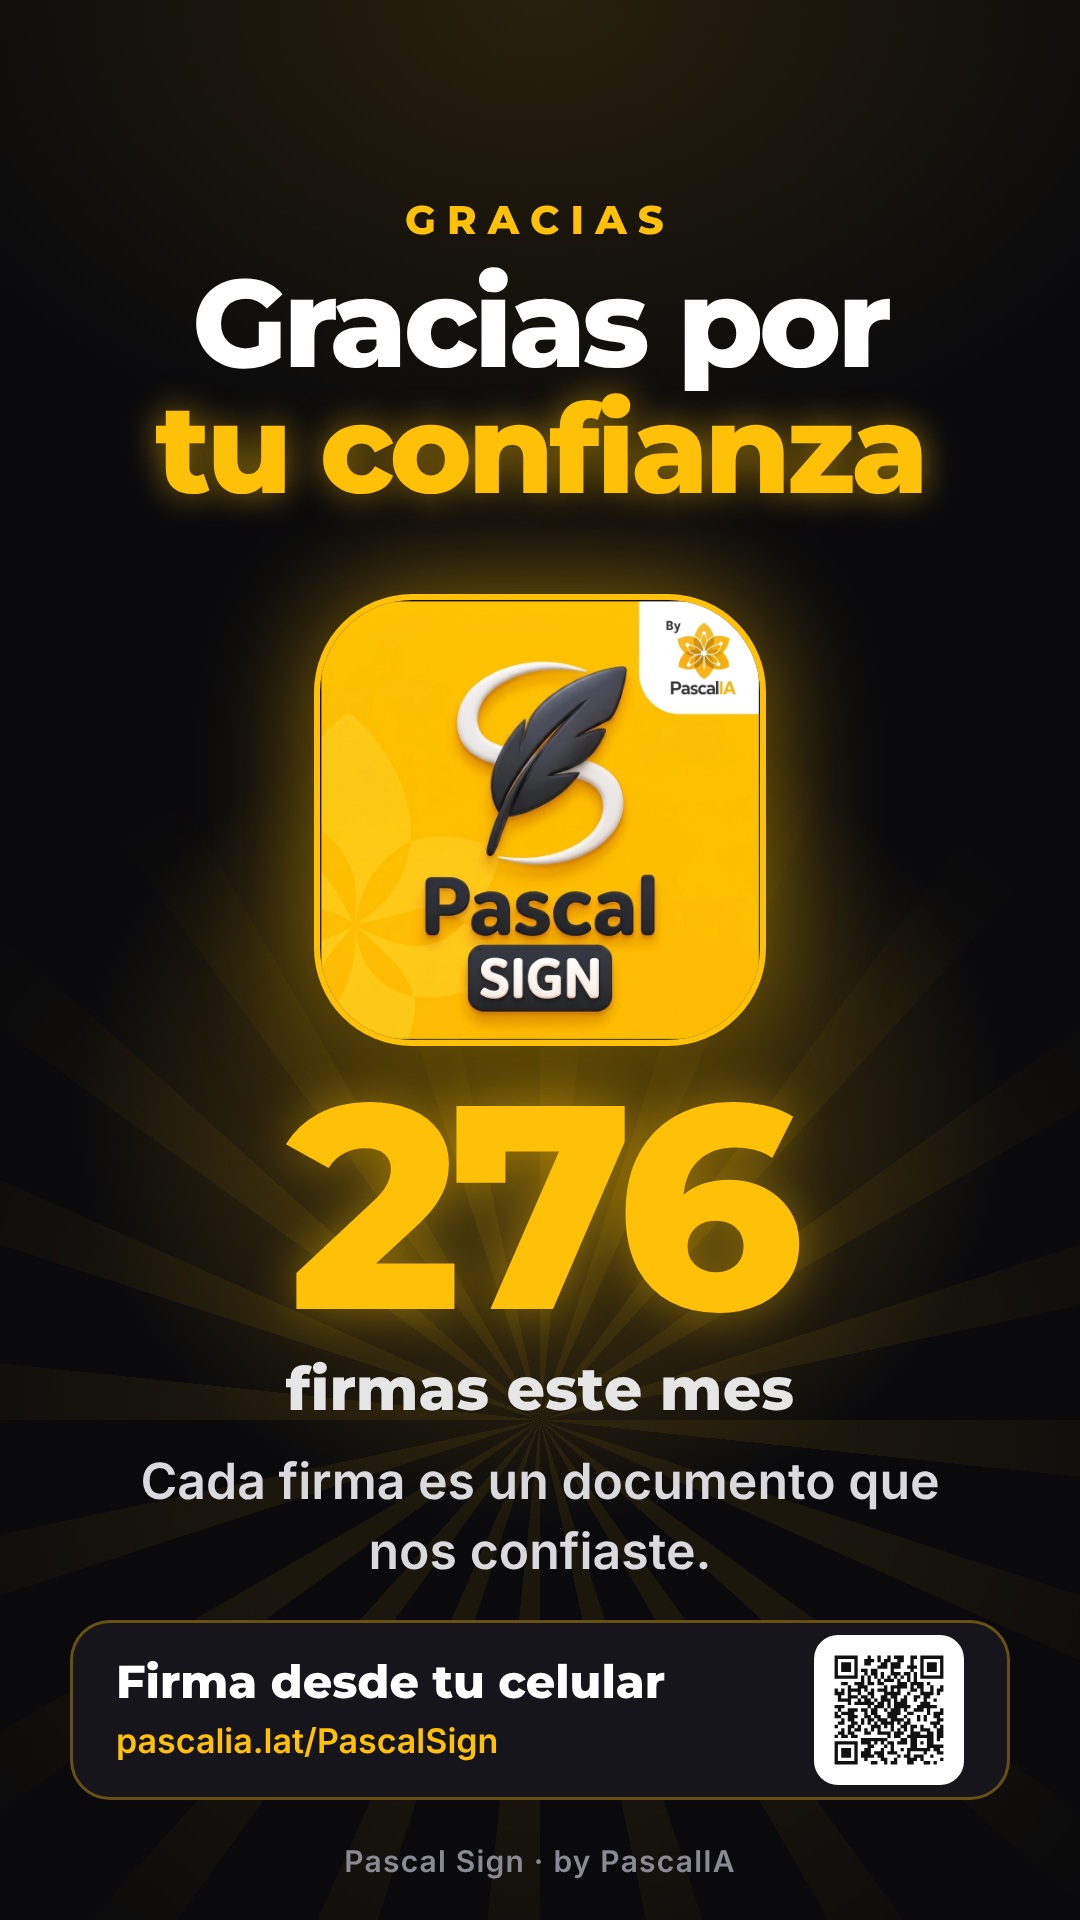 GRACIAS
Gracias por
tu confianza
By
PascalIA
Pascal
SIGN
276
firmas este mes
Cada firma es un documento que
nos confiaste.
Firma desde tu celular
pascalia.lat/PascalSign
Pascal Sign · by PascalIA